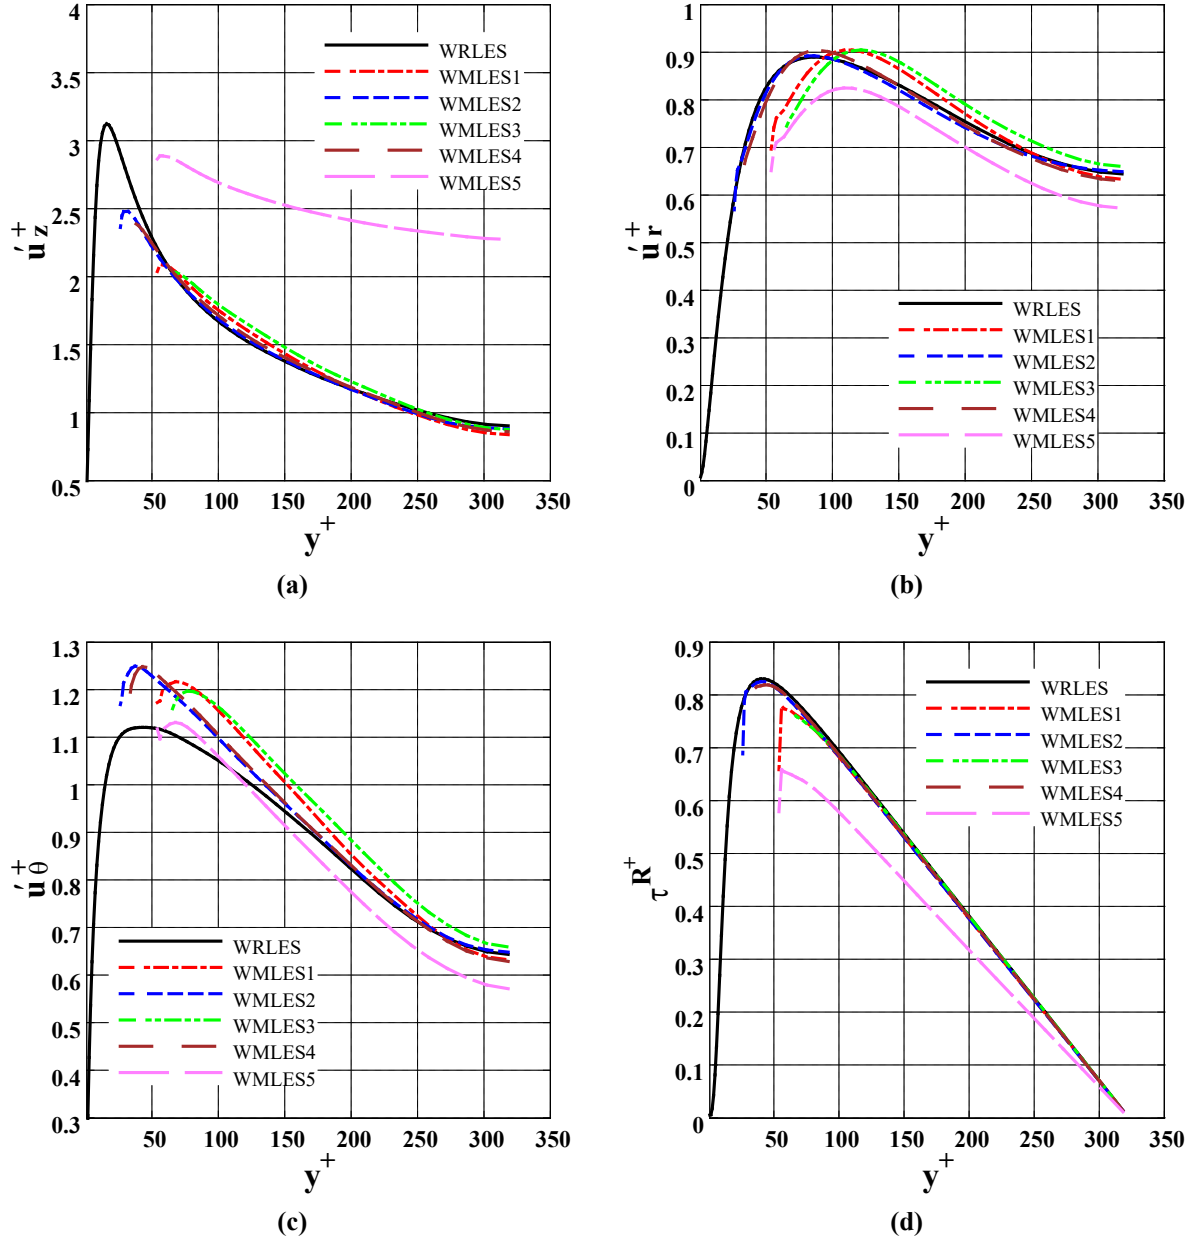 4
3.5
3
2.5
2
1.5
1
0.5
50 100 150 200 250 300 350
u′z+
y+
WRLES
WMLES1
WMLES2
WMLES3
WMLES4
WMLES5
(a)
1
0.9
0.8
0.7
0.6
0.5
0.4
0.3
0.2
0.1
0
50 100 150 200 250 300 350
u′r+
y+
WRLES
WMLES1
WMLES2
WMLES3
WMLES4
WMLES5
(b)
1.3
1.2
1.1
1
0.9
0.8
0.7
0.6
0.5
0.4
0.3
50 100 150 200 250 300 350
u′θ+
y+
WRLES
WMLES1
WMLES2
WMLES3
WMLES4
WMLES5
(c)
0.9
0.8
0.7
0.6
0.5
0.4
0.3
0.2
0.1
0
50 100 150 200 250 300 350
τR+
y+
WRLES
WMLES1
WMLES2
WMLES3
WMLES4
WMLES5
(d)